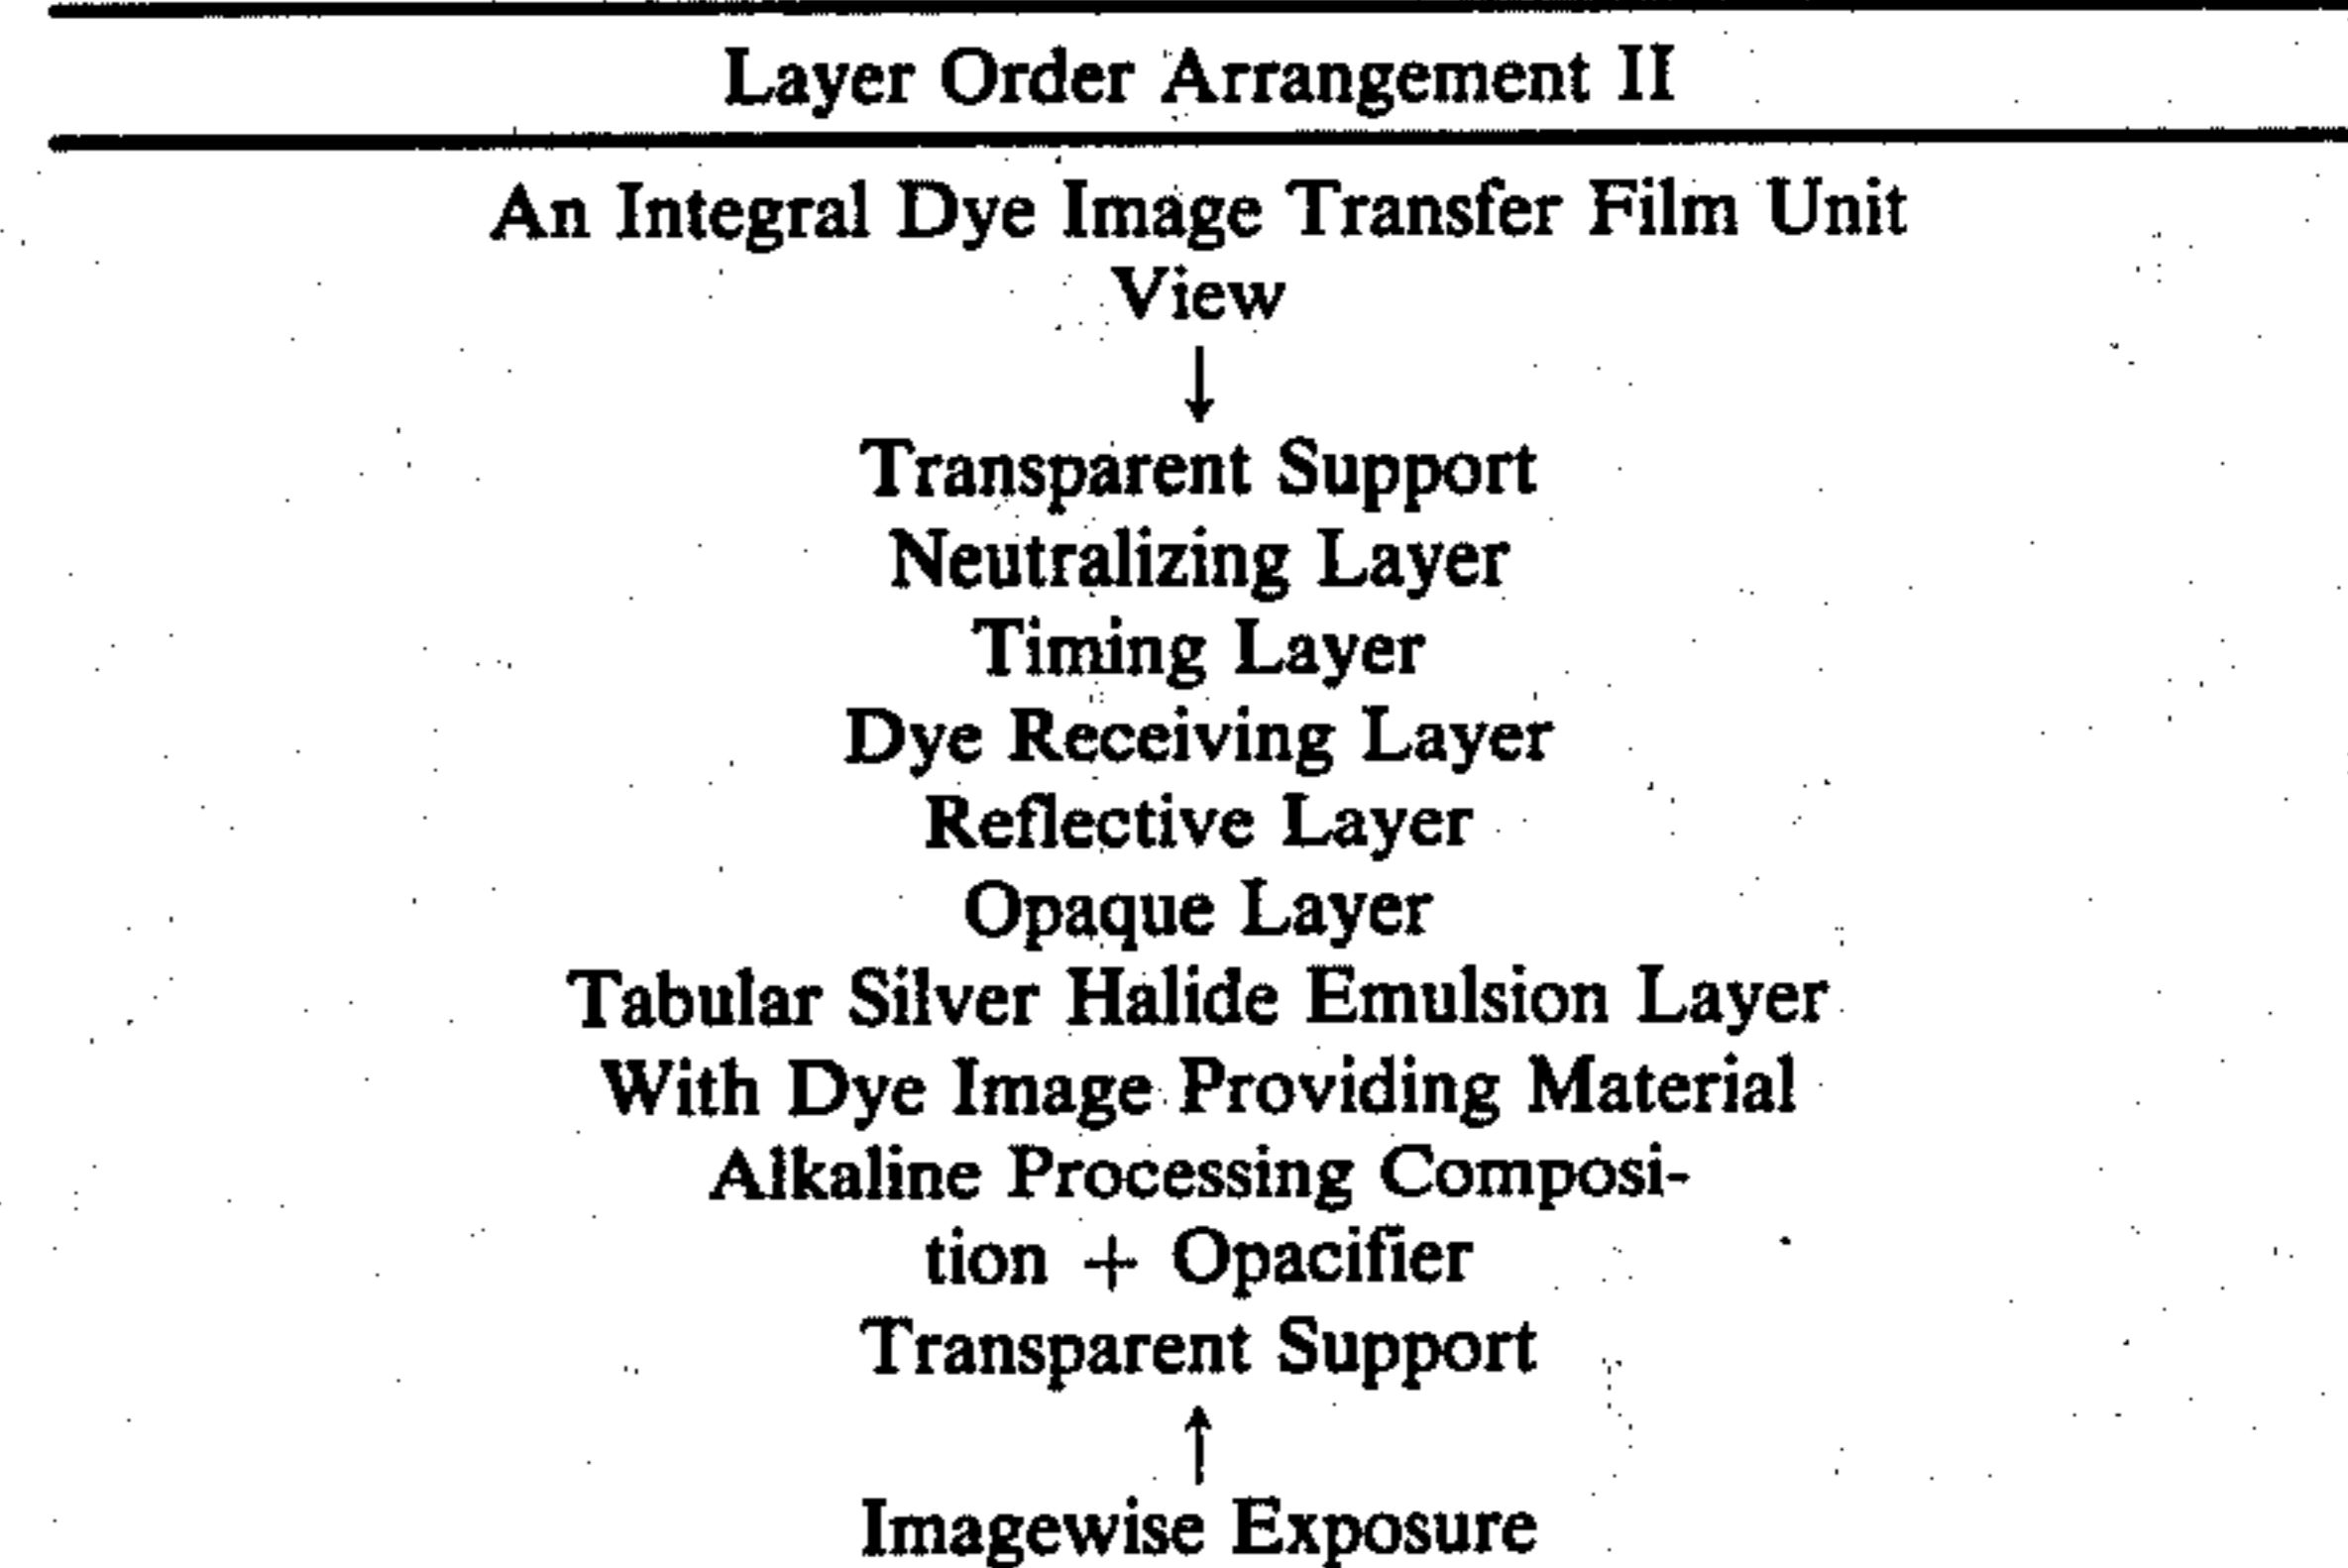 Layer Order Arrangement II
An Integral Dye Image Transfer Film Unit
View
↓
Transparent Support
Neutralizing Layer
Timing Layer
Dye Receiving Layer
Reflective Layer
Opaque Layer
Tabular Silver Halide Emulsion Layer
With Dye Image Providing Material
Alkaline Processing Composi-
tion + Opacifier
Transparent Support
↑
Imagewise Exposure